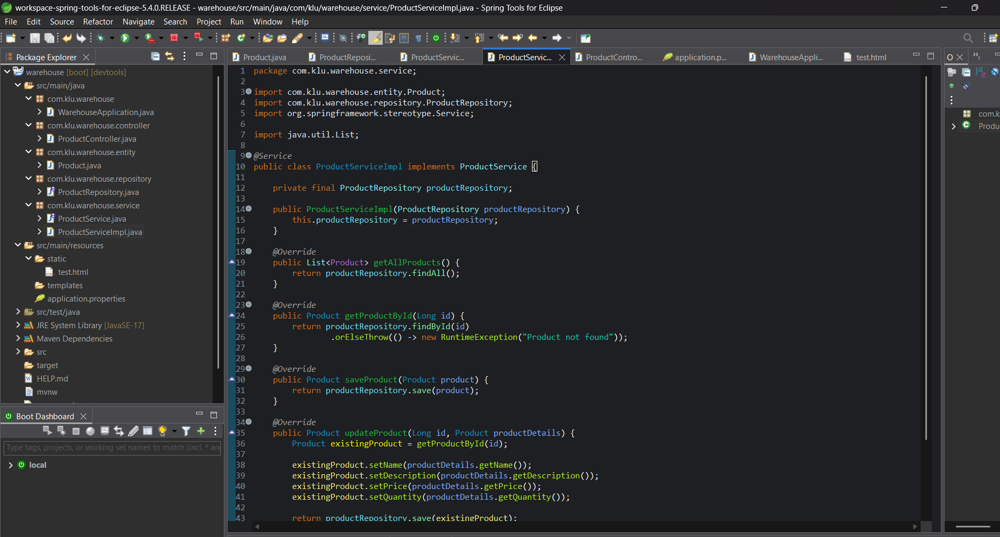 workspace-spring-tools-for-eclipse-5.4.0.RELEASE - warehouse/src/main/java/com/klu/warehouse/service/ProductServiceImpl.java - Spring Tools for Eclipse
File Edit Source Refactor Navigate Search Project Run Window Help
Package Explorer
warehouse [boot] [devtools]
src/main/java
com.klu.warehouse
WarehouseApplication.java
com.klu.warehouse.controller
ProductController.java
com.klu.warehouse.entity
Product.java
com.klu.warehouse.repository
ProductRepository.java
com.klu.warehouse.service
ProductService.java
ProductServiceImpl.java
src/main/resources
static
test.html
templates
application.properties
src/test/java
JRE System Library [JavaSE-17]
Maven Dependencies
src
target
HELP.md
mvnw
Boot Dashboard
Type tags, projects, or working set names to match (incl. * an
local
Product.java ProductReposi... ProductServic... ProductServic... ProductContro... application.p... WarehouseAppli... test.html
1 package com.klu.warehouse.service;
2
3 import com.klu.warehouse.entity.Product;
4 import com.klu.warehouse.repository.ProductRepository;
5 import org.springframework.stereotype.Service;
6
7 import java.util.List;
8
9 @Service
10 public class ProductServiceImpl implements ProductService {
11
12 private final ProductRepository productRepository;
13
14 public ProductServiceImpl(ProductRepository productRepository) {
15 this.productRepository = productRepository;
16 }
17
18 @Override
19 public List<Product> getAllProducts() {
20 return productRepository.findAll();
21 }
22
23 @Override
24 public Product getProductById(Long id) {
25 return productRepository.findById(id)
26 .orElseThrow(() -> new RuntimeException("Product not found"));
27 }
28
29 @Override
30 public Product saveProduct(Product product) {
31 return productRepository.save(product);
32 }
33
34 @Override
35 public Product updateProduct(Long id, Product productDetails) {
36 Product existingProduct = getProductById(id);
37
38 existingProduct.setName(productDetails.getName());
39 existingProduct.setDescription(productDetails.getDescription());
40 existingProduct.setPrice(productDetails.getPrice());
41 existingProduct.setQuantity(productDetails.getQuantity());
42
43 return productRepository.save(existingProduct);
O
com.k
Produ